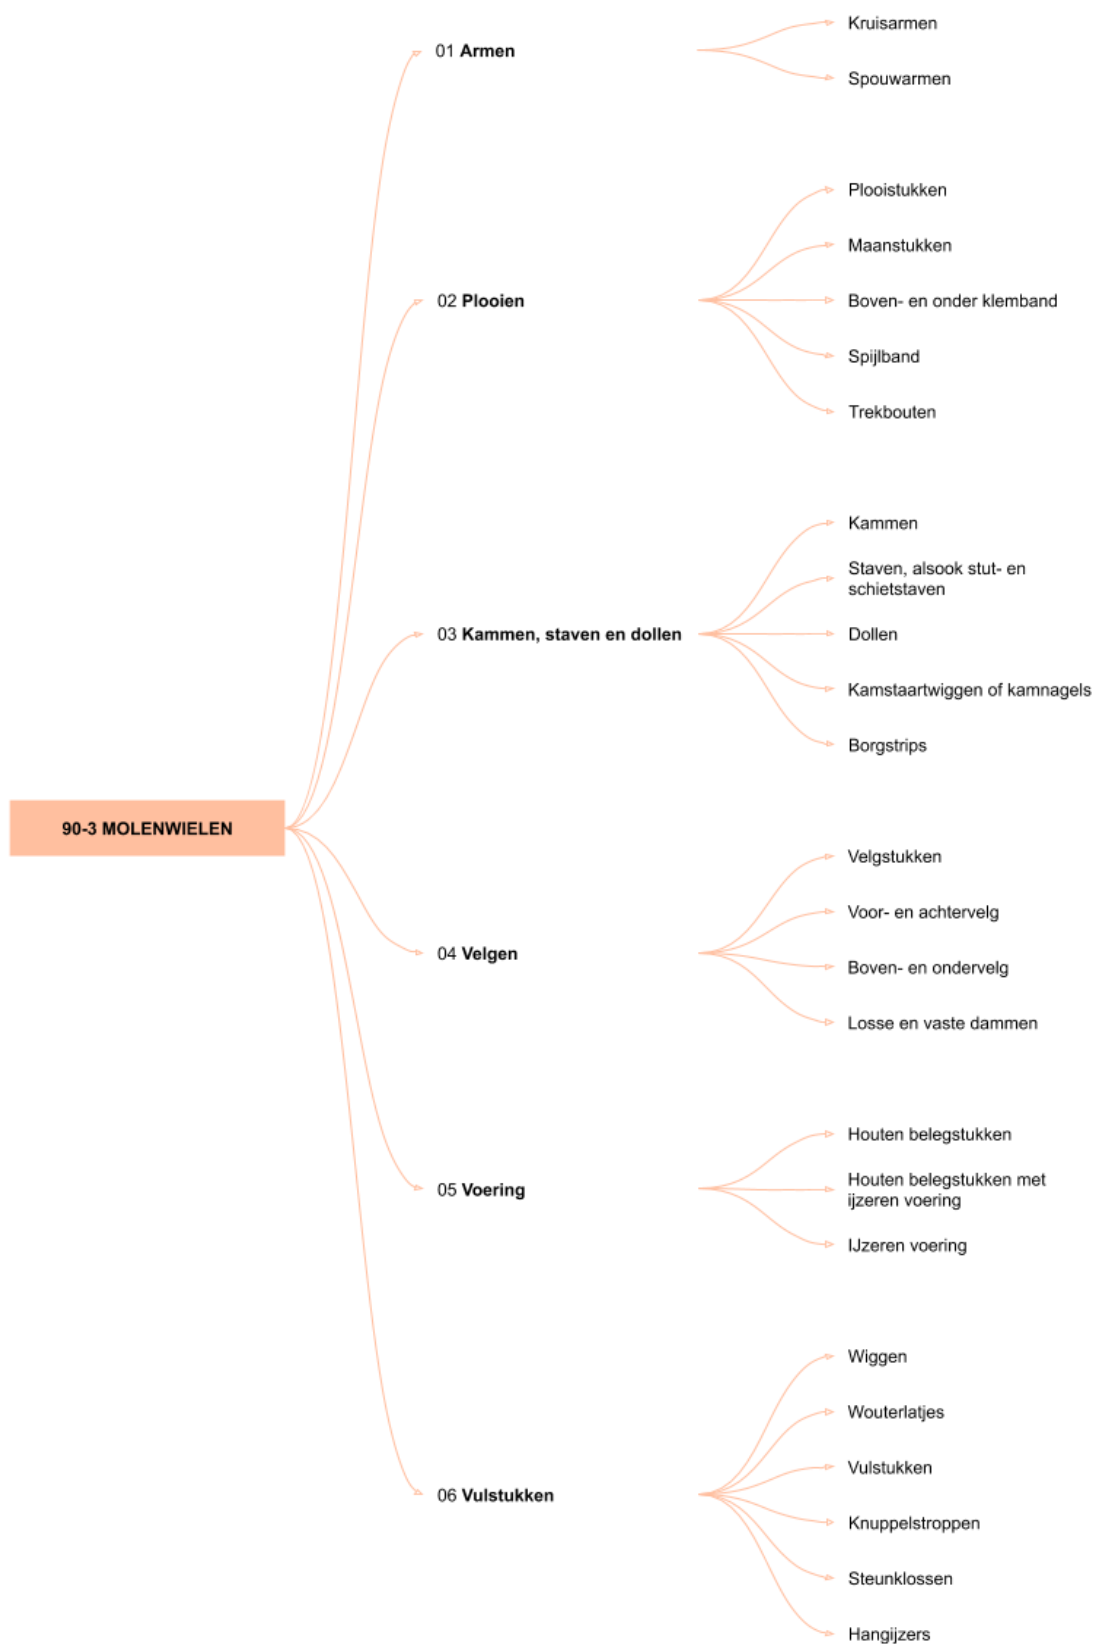 90-3 MOLENWIELEN
01 Armen
Kruisarmen
Spouwarmen
02 Plooien
Plooistukken
Maanstukken
Boven- en onder klemband
Spijlband
Trekbouten
03 Kammen, staven en dollen
Kammen
Staven, alsook stut- en
schietstaven
Dollen
Kamstaartwiggen of kamnagels
Borgstrips
04 Velgen
Velgstukken
Voor- en achtervelg
Boven- en ondervelg
Losse en vaste dammen
05 Voering
Houten belegstukken
Houten belegstukken met
ijzeren voering
IJzeren voering
06 Vulstukken
Wiggen
Wouterlatjes
Vulstukken
Knuppelstroppen
Steunklossen
Hangijzers